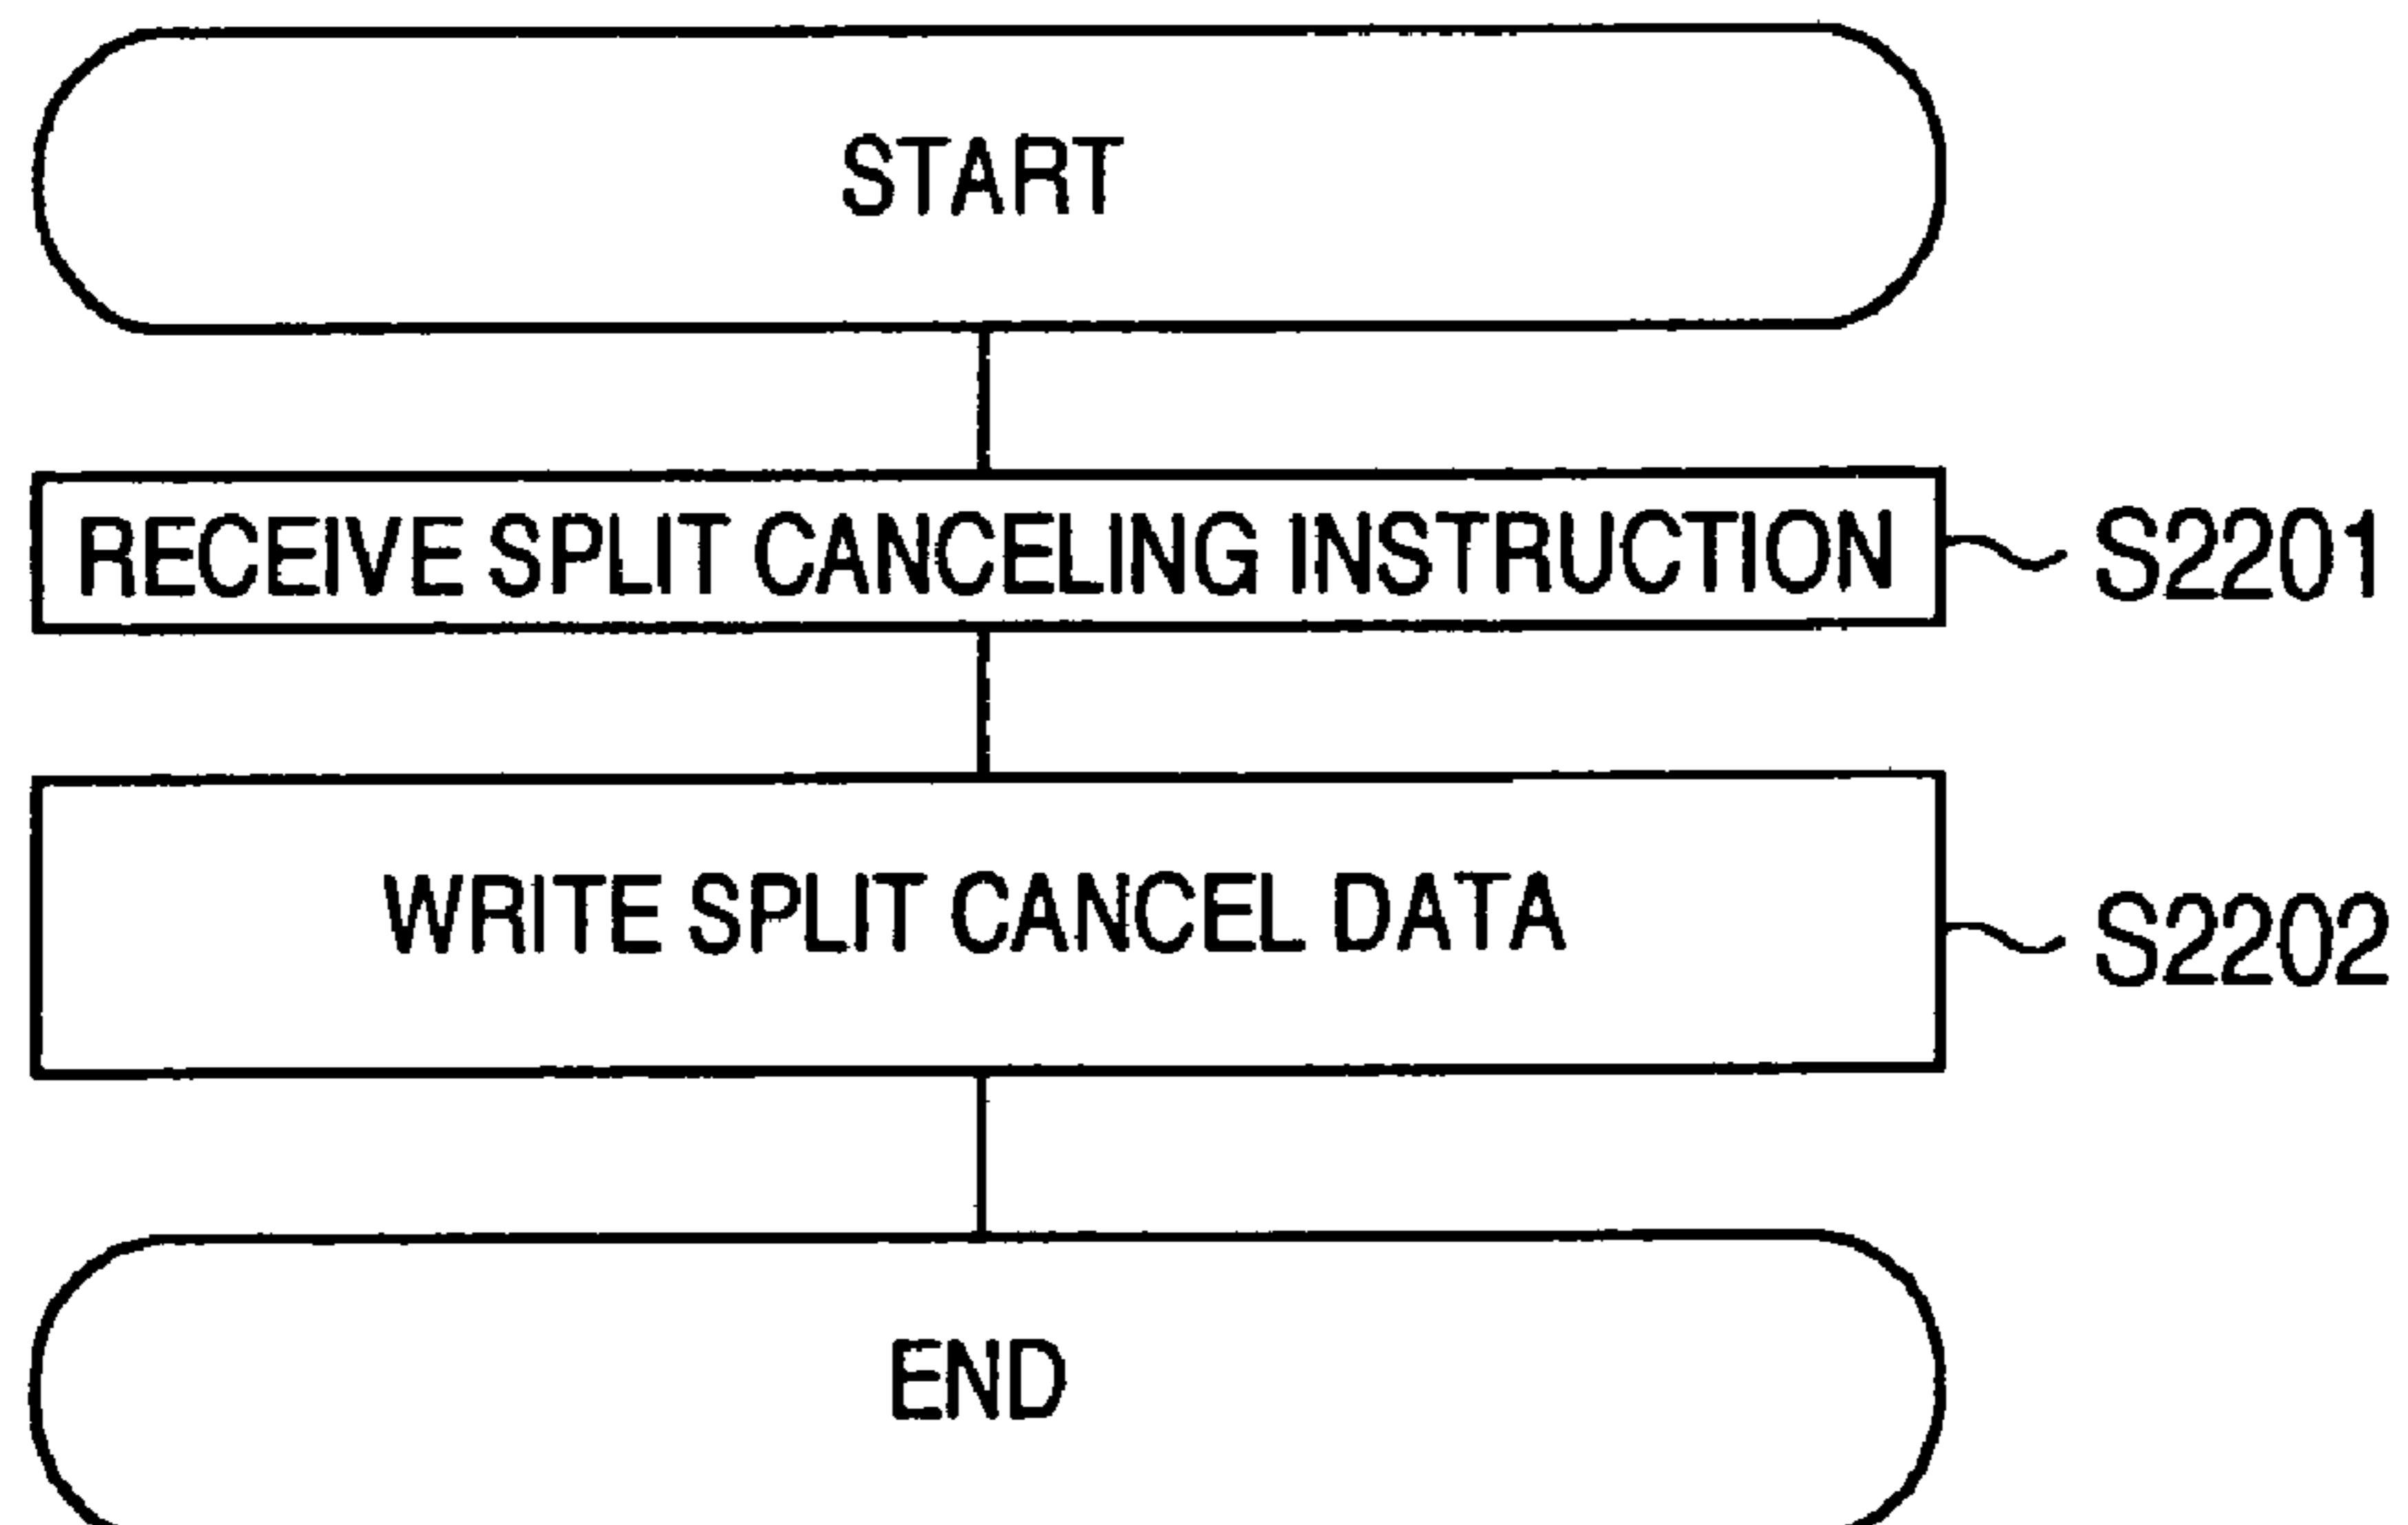 START
RECEIVE SPLIT CANCELING INSTRUCTION
S2201
WRITE SPLIT CANCEL DATA
S2202
END